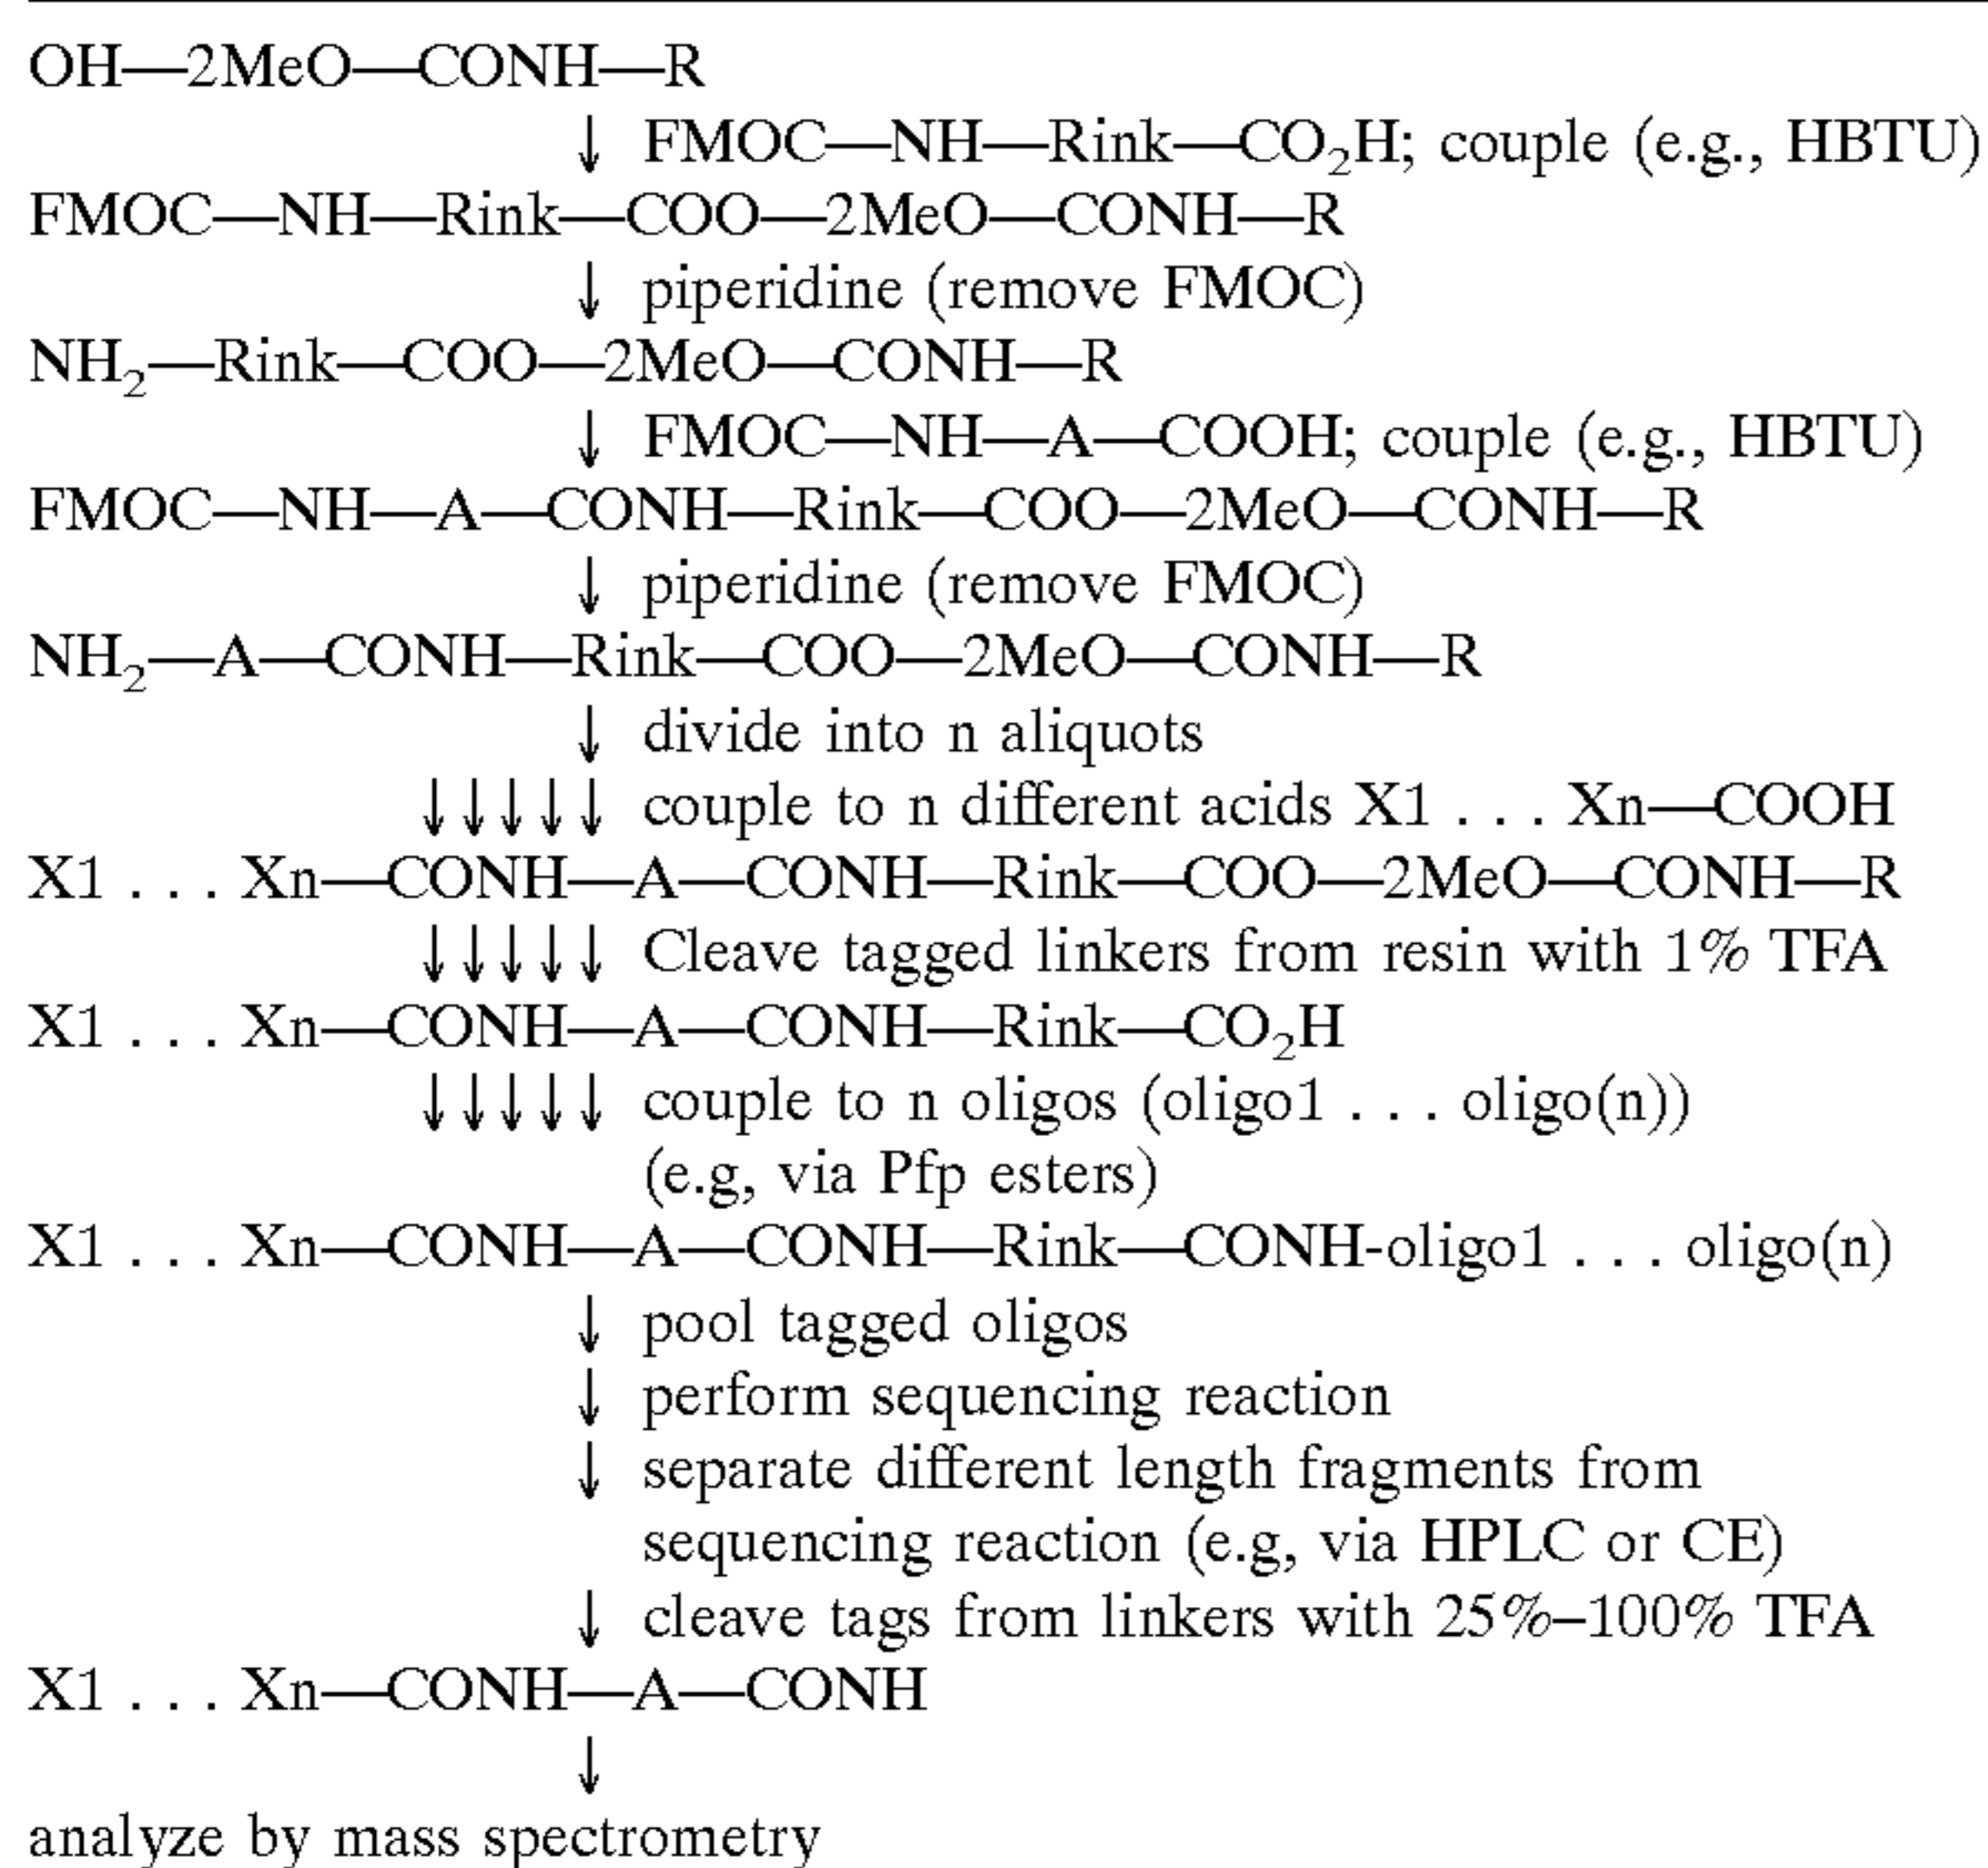 OH—2MeO—CONH—R
↓ FMOC—NH—Rink—CO₂H; couple (e.g., HBTU)
FMOC—NH—Rink—COO—2MeO—CONH—R
↓ piperidine (remove FMOC)
NH₂—Rink—COO—2MeO—CONH—R
↓ FMOC—NH—A—COOH; couple (e.g., HBTU)
FMOC—NH—A—CONH—Rink—COO—2MeO—CONH—R
↓ piperidine (remove FMOC)
NH₂—A—CONH—Rink—COO—2MeO—CONH—R
↓ divide into n aliquots
↓↓↓↓↓ couple to n different acids X1 . . . Xn—COOH
X1 . . . Xn—CONH—A—CONH—Rink—COO—2MeO—CONH—R
↓↓↓↓↓ Cleave tagged linkers from resin with 1% TFA
X1 . . . Xn—CONH—A—CONH—Rink—CO₂H
↓↓↓↓↓ couple to n oligos (oligo1 . . . oligo(n))
(e.g, via Pfp esters)
X1 . . . Xn—CONH—A—CONH—Rink—CONH-oligo1 . . . oligo(n)
↓ pool tagged oligos
↓ perform sequencing reaction
↓ separate different length fragments from
sequencing reaction (e.g, via HPLC or CE)
↓ cleave tags from linkers with 25%–100% TFA
X1 . . . Xn—CONH—A—CONH
↓
analyze by mass spectrometry